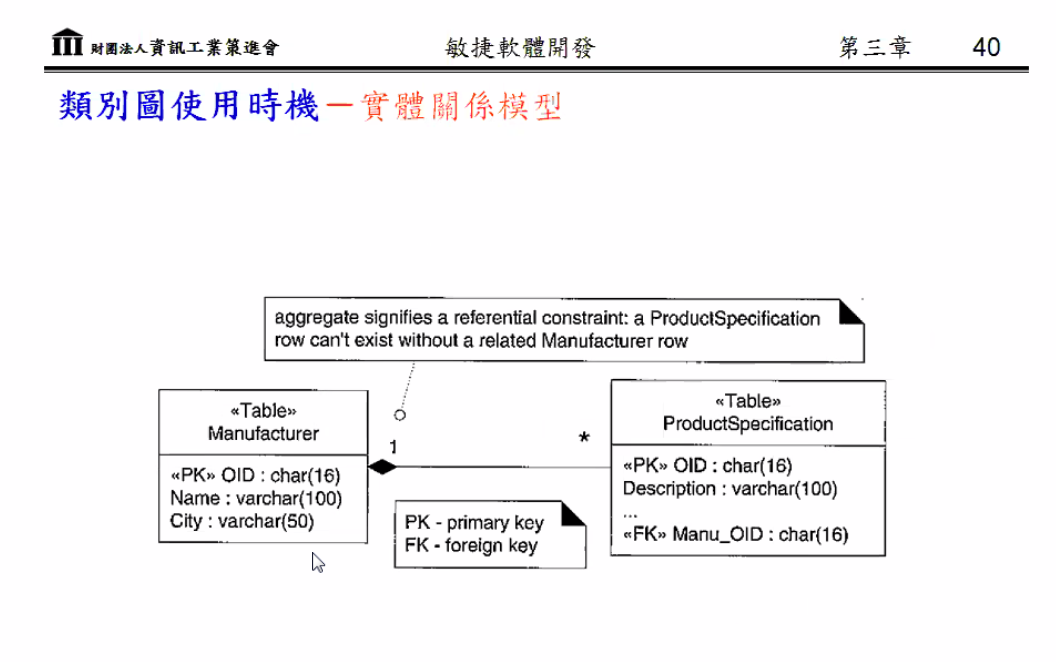 財團法人資訊工業策進會 敏捷軟體開發 第三章 40
類別圖使用時機－實體關係模型
aggregate signifies a referential constraint: a ProductSpecification
row can't exist without a related Manufacturer row
«Table»
Manufacturer
«PK» OID : char(16)
Name : varchar(100)
City : varchar(50)
1
*
PK - primary key
FK - foreign key
«Table»
ProductSpecification
«PK» OID : char(16)
Description : varchar(100)
...
«FK» Manu_OID : char(16)